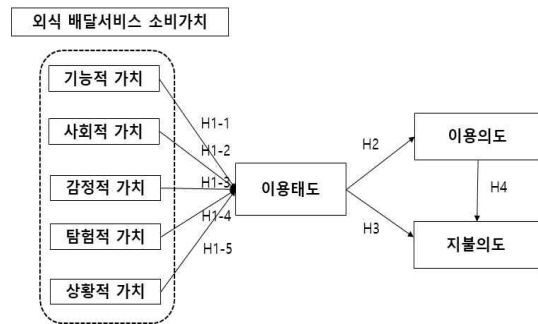 외식 배달서비스 소비가치
기능적 가치
사회적 가치
감정적 가치
탐험적 가치
상황적 가치
H1-1
H1-2
H1-3
H1-4
H1-5
이용태도
H2
H3
이용의도
H4
지불의도